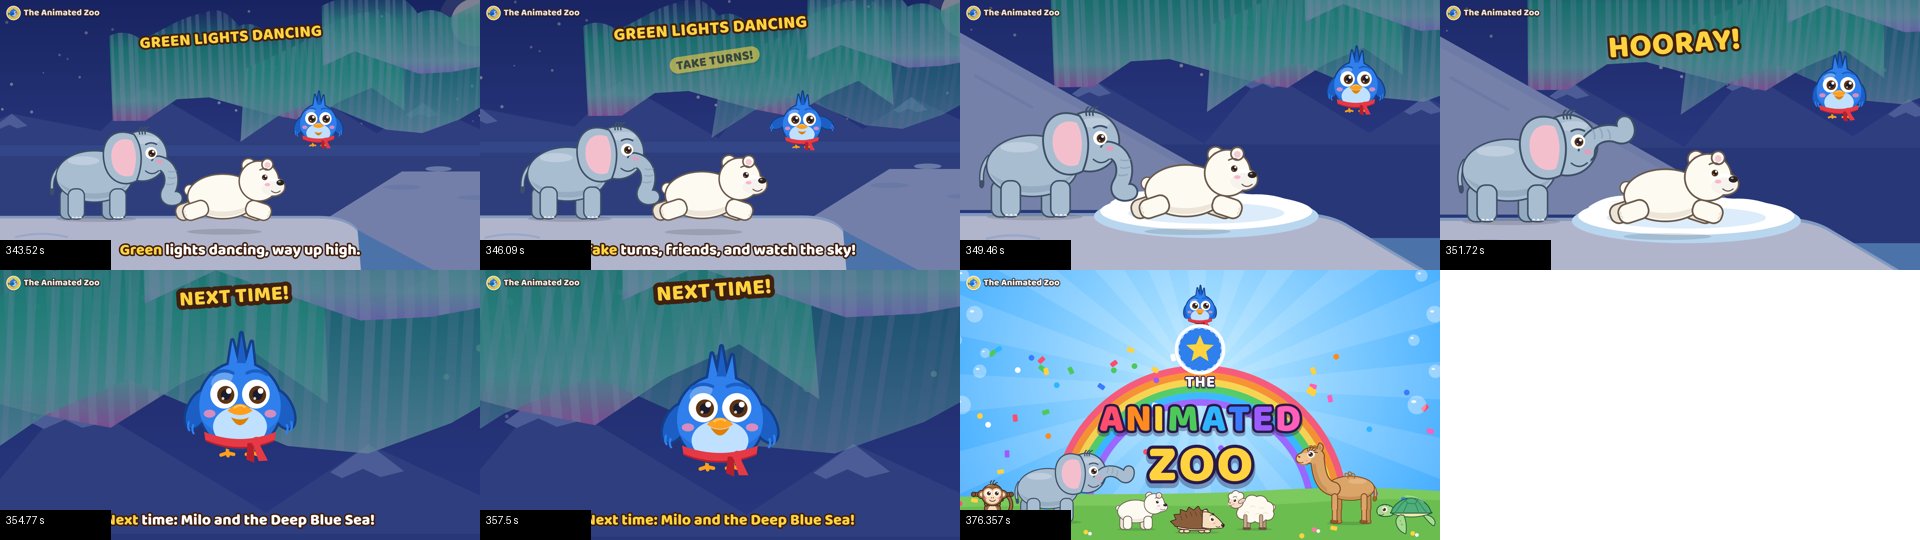 The Animated Zoo
GREEN LIGHTS DANCING
Green lights dancing, way up high.
343.52 s
The Animated Zoo
GREEN LIGHTS DANCING
TAKE TURNS!
Take turns, friends, and watch the sky!
346.09 s
The Animated Zoo
349.46 s
The Animated Zoo
HOORAY!
351.72 s
The Animated Zoo
NEXT TIME!
Next time: Milo and the Deep Blue Sea!
354.77 s
The Animated Zoo
NEXT TIME!
Next time: Milo and the Deep Blue Sea!
357.5 s
The Animated Zoo
THE
ANIMATED
ZOO
376.357 s